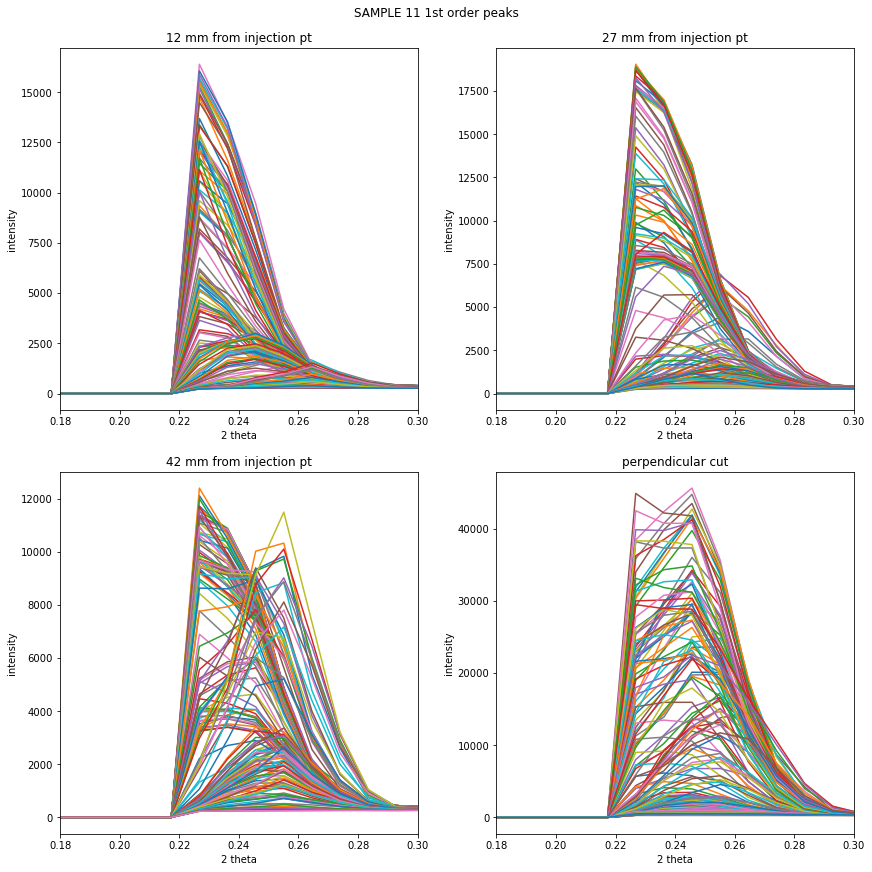 SAMPLE 11 1st order peaks
12 mm from injection pt
intensity
15000
12500
10000
7500
5000
2500
0
0.18 0.20 0.22 0.24 0.26 0.28 0.30
2 theta
27 mm from injection pt
intensity
17500
15000
12500
10000
7500
5000
2500
0
0.18 0.20 0.22 0.24 0.26 0.28 0.30
2 theta
42 mm from injection pt
intensity
12000
10000
8000
6000
4000
2000
0
0.18 0.20 0.22 0.24 0.26 0.28 0.30
2 theta
perpendicular cut
intensity
40000
30000
20000
10000
0
0.18 0.20 0.22 0.24 0.26 0.28 0.30
2 theta